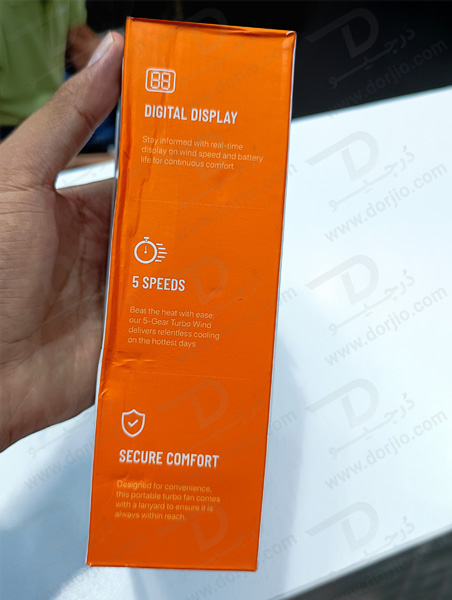 88
DIGITAL DISPLAY
Stay informed with real-time
display on wind speed and battery
life for continuous comfort.
5 SPEEDS
Beat the heat with ease;
our 5-Gear Turbo Wind
delivers relentless cooling
on the hottest days
SECURE COMFORT
Designed for convenience,
this portable turbo fan comes
with a lanyard to ensure it is
always within reach.
دُرجیـــو
www.dorjio.com